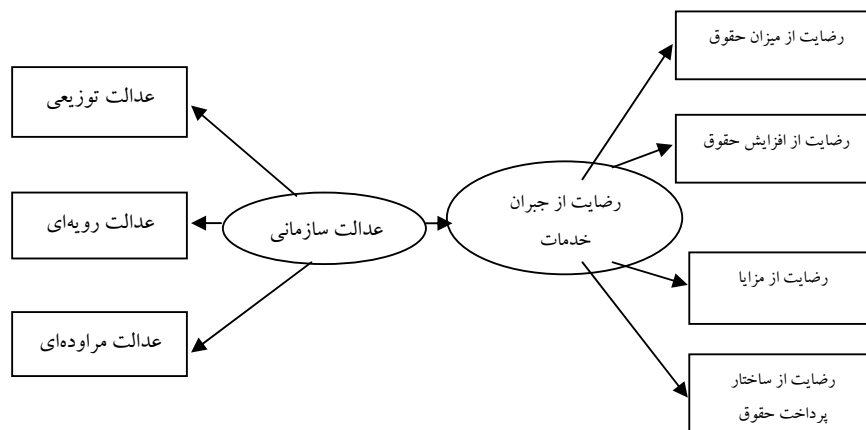 رضایت از میزان حقوق
عدالت توزیعی
رضایت از افزایش حقوق
عدالت رویه‌ای
عدالت سازمانی
رضایت از جبران
خدمات
رضایت از مزایا
عدالت مراوده‌ای
رضایت از ساختار
پرداخت حقوق